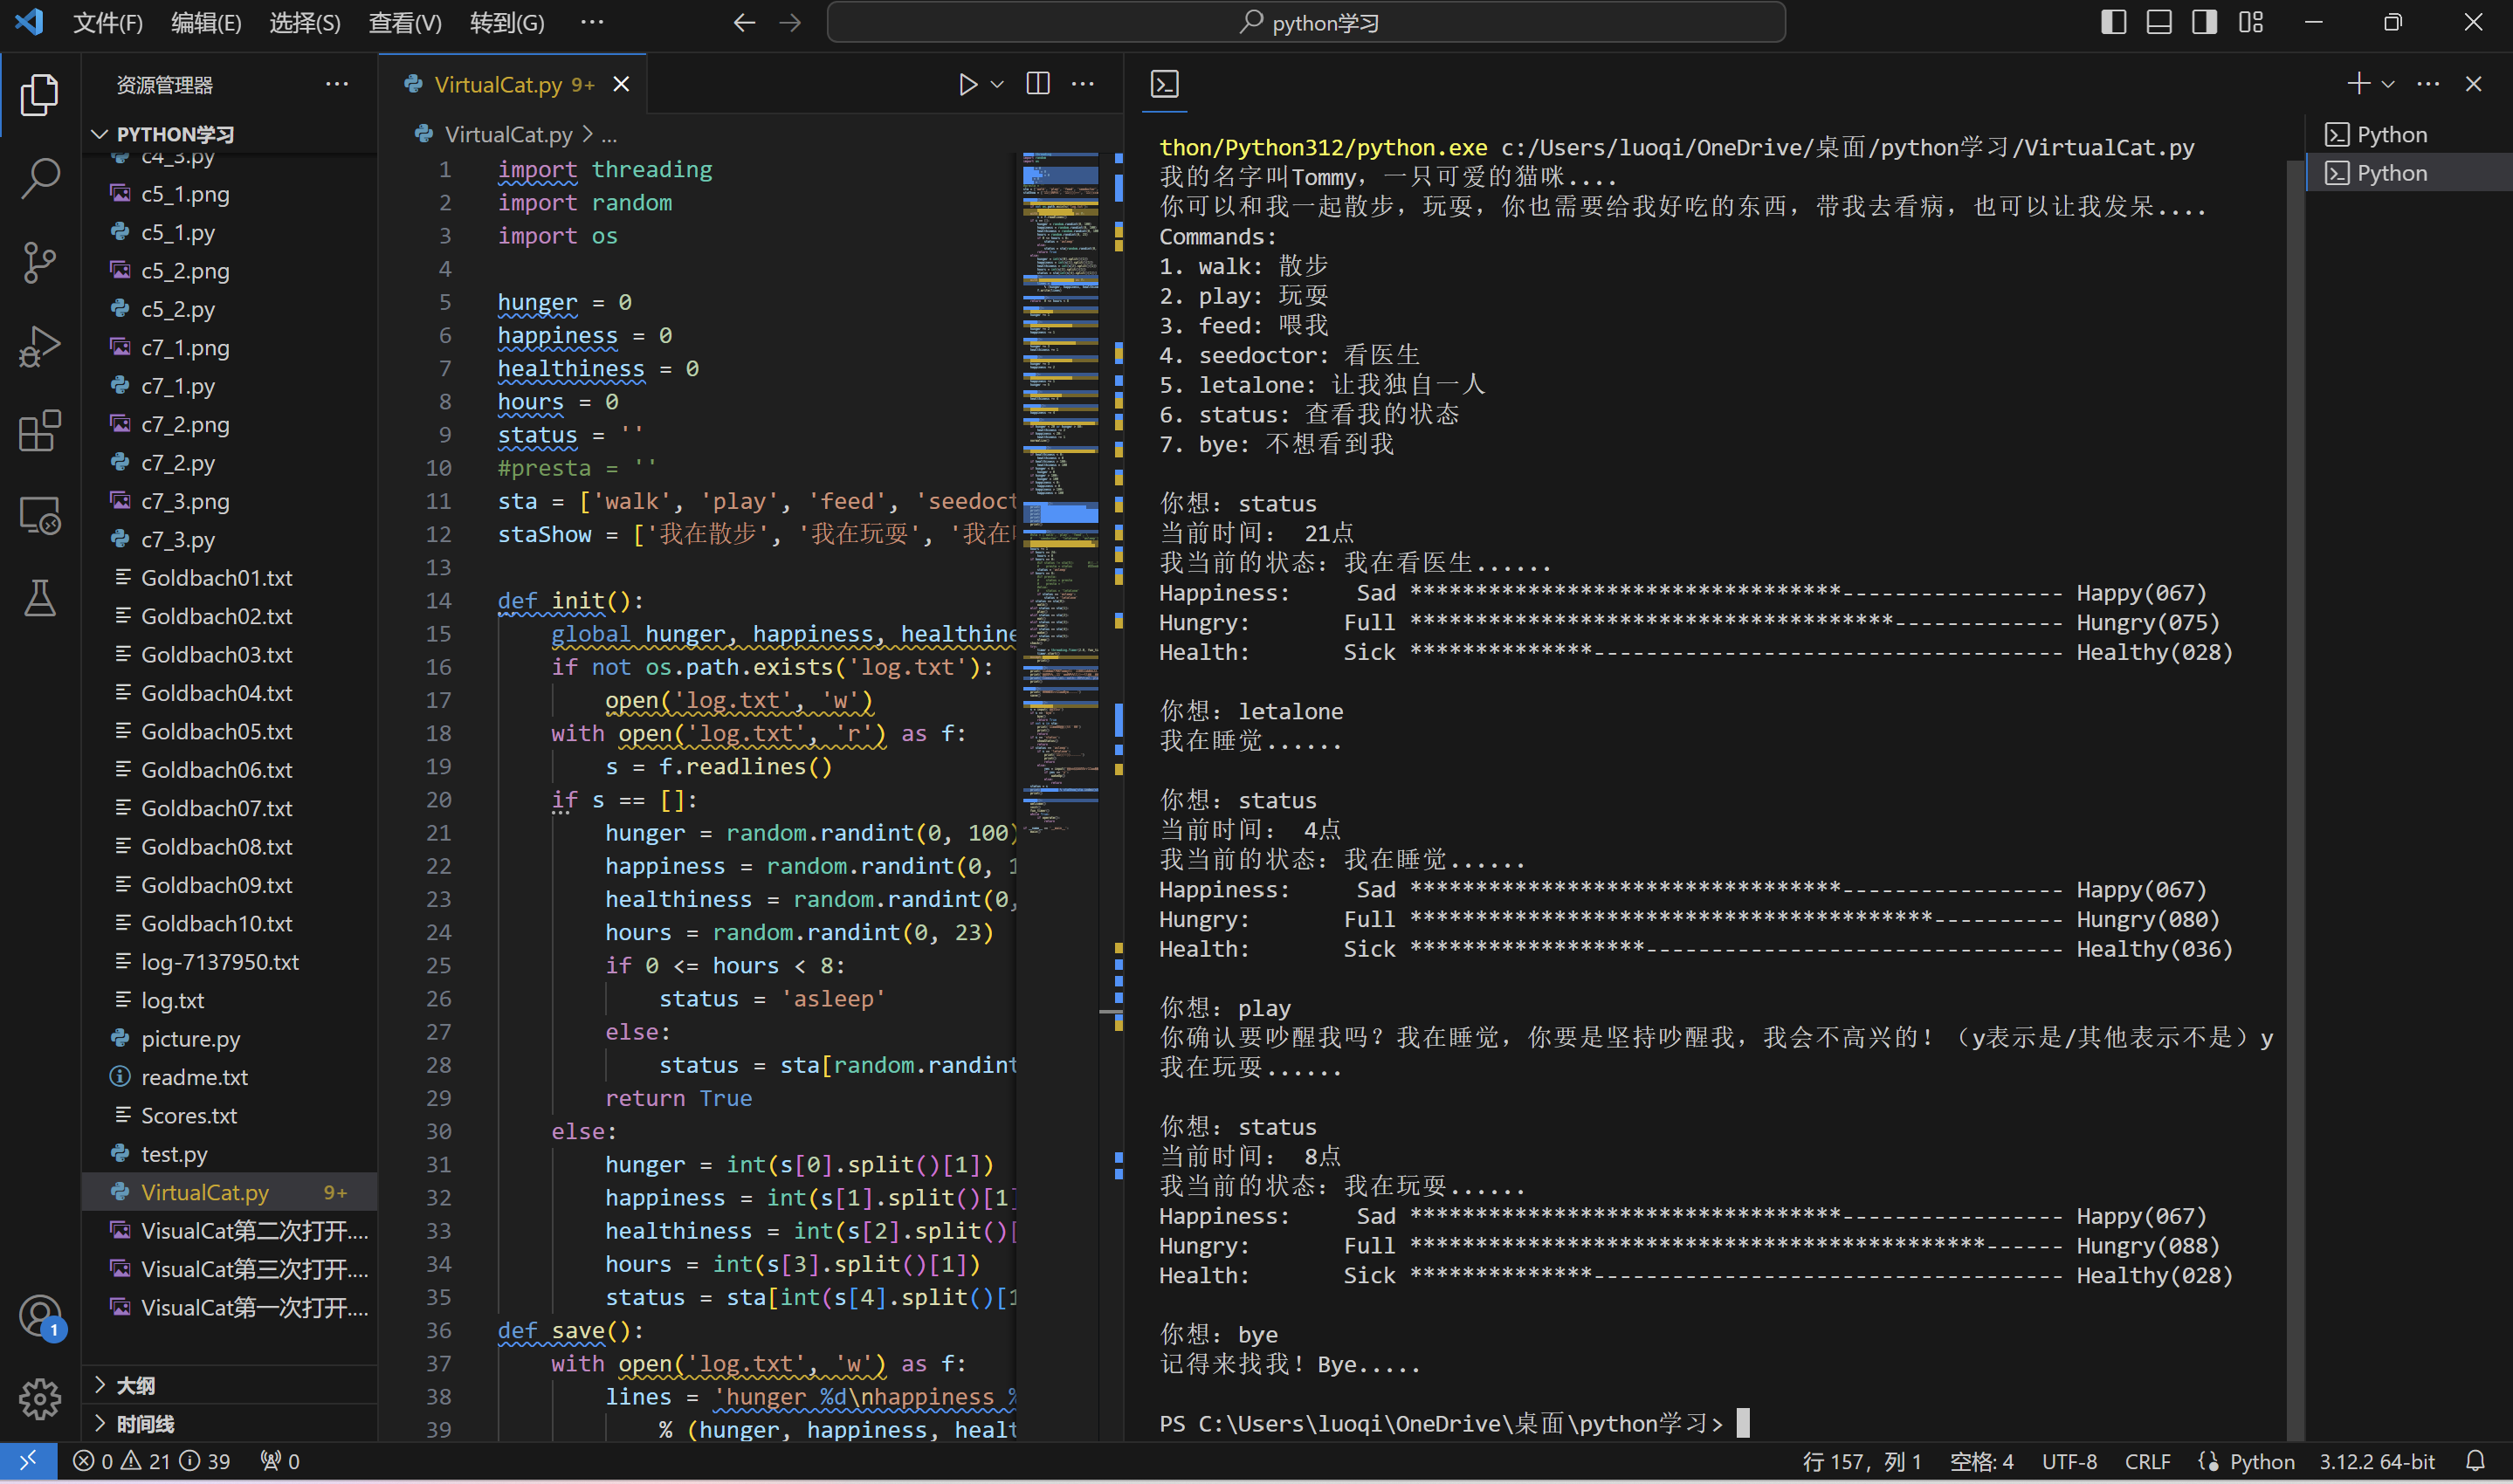 文件(F) 编辑(E) 选择(S) 查看(V) 转到(G) ··· python学习
资源管理器 ···
PYTHON学习
c4_3.py
c5_1.png
c5_1.py
c5_2.png
c5_2.py
c7_1.png
c7_1.py
c7_2.png
c7_2.py
c7_3.png
c7_3.py
Goldbach01.txt
Goldbach02.txt
Goldbach03.txt
Goldbach04.txt
Goldbach05.txt
Goldbach06.txt
Goldbach07.txt
Goldbach08.txt
Goldbach09.txt
Goldbach10.txt
log-7137950.txt
log.txt
picture.py
readme.txt
Scores.txt
test.py
VirtualCat.py 9+
VisualCat第二次打开....
VisualCat第三次打开....
VisualCat第一次打开....
大纲
时间线
1
VirtualCat.py 9+
VirtualCat.py > ...
1 import threading
2 import random
3 import os
4
5 hunger = 0
6 happiness = 0
7 healthiness = 0
8 hours = 0
9 status = ''
10 #presta = ''
11 sta = ['walk', 'play', 'feed', 'seedoct
12 staShow = ['我在散步', '我在玩耍', '我在
13
14 def init():
15 global hunger, happiness, healthine
16 if not os.path.exists('log.txt'):
17 open('log.txt', 'w')
18 with open('log.txt', 'r') as f:
19 s = f.readlines()
20 if s == []:
21 hunger = random.randint(0, 100)
22 happiness = random.randint(0, 1
23 healthiness = random.randint(0,
24 hours = random.randint(0, 23)
25 if 0 <= hours < 8:
26 status = 'asleep'
27 else:
28 status = sta[random.randint
29 return True
30 else:
31 hunger = int(s[0].split()[1])
32 happiness = int(s[1].split()[1]
33 healthiness = int(s[2].split()[
34 hours = int(s[3].split()[1])
35 status = sta[int(s[4].split()[1
36 def save():
37 with open('log.txt', 'w') as f:
38 lines = 'hunger %d\nhappiness %
39 % (hunger, happiness, healt
thon/Python312/python.exe c:/Users/luoqi/OneDrive/桌面/python学习/VirtualCat.py
我的名字叫Tommy，一只可爱的猫咪....
你可以和我一起散步，玩耍，你也需要给我好吃的东西，带我去看病，也可以让我发呆....
Commands:
1. walk: 散步
2. play: 玩耍
3. feed: 喂我
4. seedoctor: 看医生
5. letalone: 让我独自一人
6. status: 查看我的状态
7. bye: 不想看到我
你想: status
当前时间： 21点
我当前的状态: 我在看医生......
Happiness: Sad *********************************----------------- Happy(067)
Hungry: Full *************************************------------- Hungry(075)
Health: Sick **************------------------------------------ Healthy(028)
你想: letalone
我在睡觉......
你想: status
当前时间： 4点
我当前的状态: 我在睡觉......
Happiness: Sad *********************************----------------- Happy(067)
Hungry: Full ****************************************---------- Hungry(080)
Health: Sick ******************-------------------------------- Healthy(036)
你想: play
你确认要吵醒我吗？我在睡觉，你要是坚持吵醒我，我会不高兴的！（y表示是/其他表示不是）y
我在玩耍......
你想: status
当前时间： 8点
我当前的状态: 我在玩耍......
Happiness: Sad *********************************----------------- Happy(067)
Hungry: Full ********************************************------ Hungry(088)
Health: Sick **************------------------------------------ Healthy(028)
你想: bye
记得来找我！Bye.....
PS C:\Users\luoqi\OneDrive\桌面\python学习>
Python
Python
0 21 39 0 行 157，列 1 空格: 4 UTF-8 CRLF Python 3.12.2 64-bit